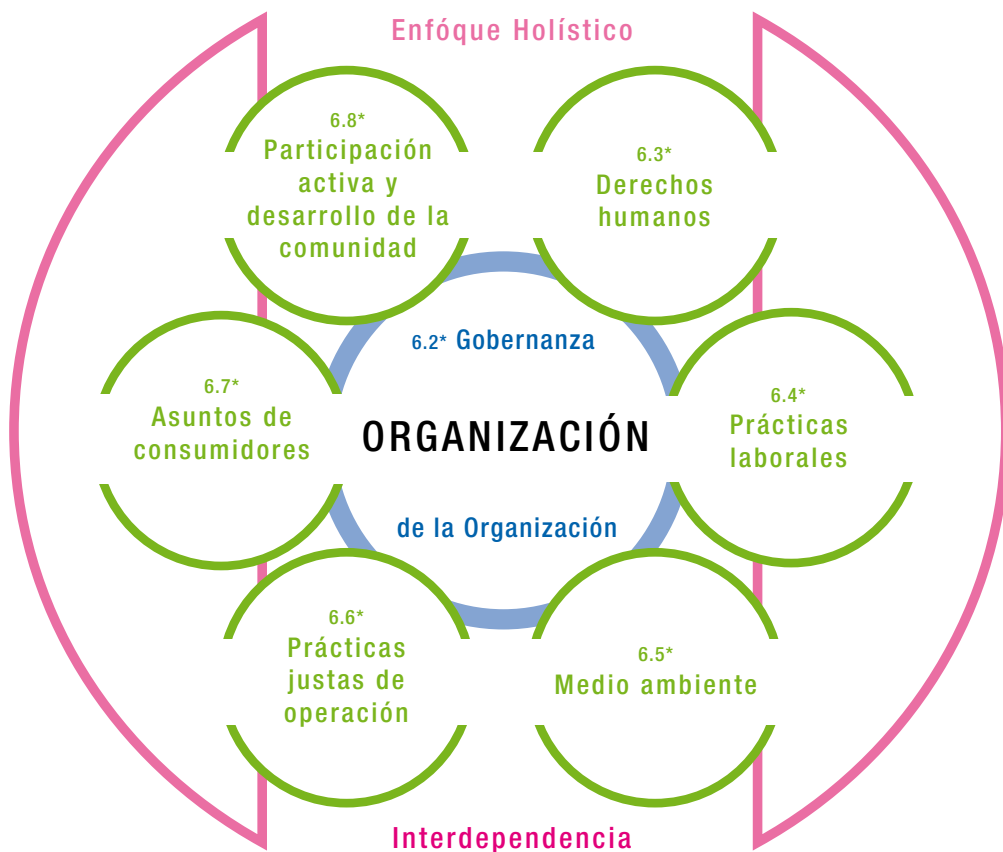 Enfóque Holístico
6.8*
Participación
activa y
desarrollo de la
comunidad
6.3*
Derechos
humanos
6.2* Gobernanza
6.7*
Asuntos de
consumidores
ORGANIZACIÓN
6.4*
Prácticas
laborales
de la Organización
6.6*
Prácticas
justas de
operación
6.5*
Medio ambiente
Interdependencia